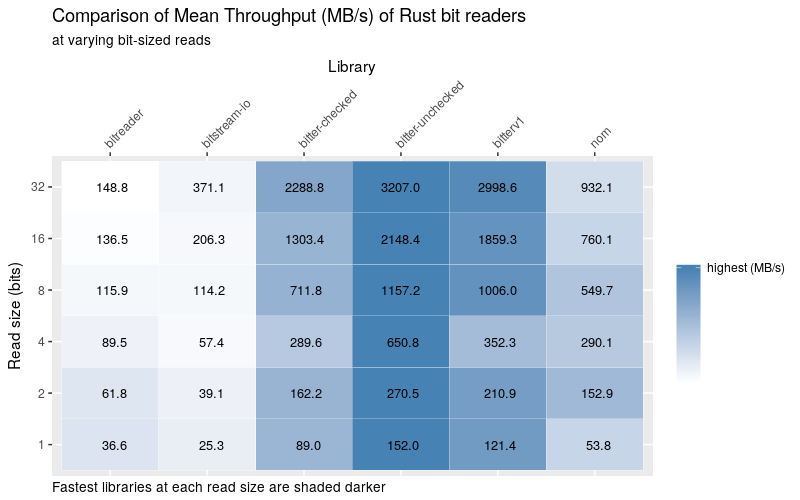 Comparison of Mean Throughput (MB/s) of Rust bit readers
at varying bit-sized reads
Library
bitreader
bitstream-io
bitter-checked
bitter-unchecked
bitterv1
nom
Read size (bits)
32 148.8 371.1 2288.8 3207.0 2998.6 932.1
16 136.5 206.3 1303.4 2148.4 1859.3 760.1
8 115.9 114.2 711.8 1157.2 1006.0 549.7
4 89.5 57.4 289.6 650.8 352.3 290.1
2 61.8 39.1 162.2 270.5 210.9 152.9
1 36.6 25.3 89.0 152.0 121.4 53.8
highest (MB/s)
Fastest libraries at each read size are shaded darker